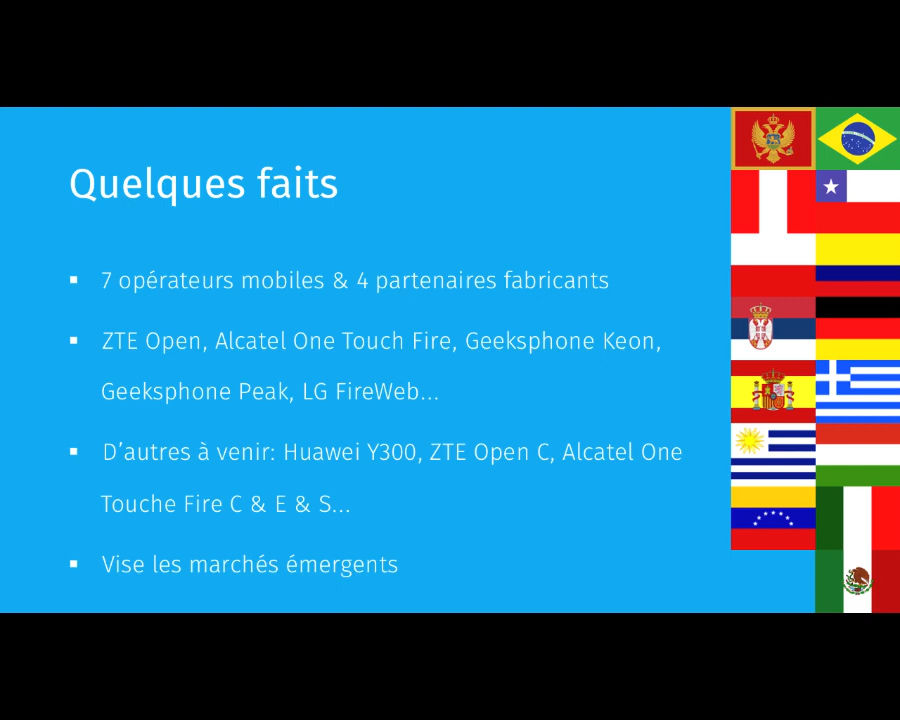 Quelques faits
7 opérateurs mobiles & 4 partenaires fabricants
ZTE Open, Alcatel One Touch Fire, Geeksphone Keon,
Geeksphone Peak, LG FireWeb...
D’autres à venir: Huawei Y300, ZTE Open C, Alcatel One
Touche Fire C & E & S...
Vise les marchés émergents